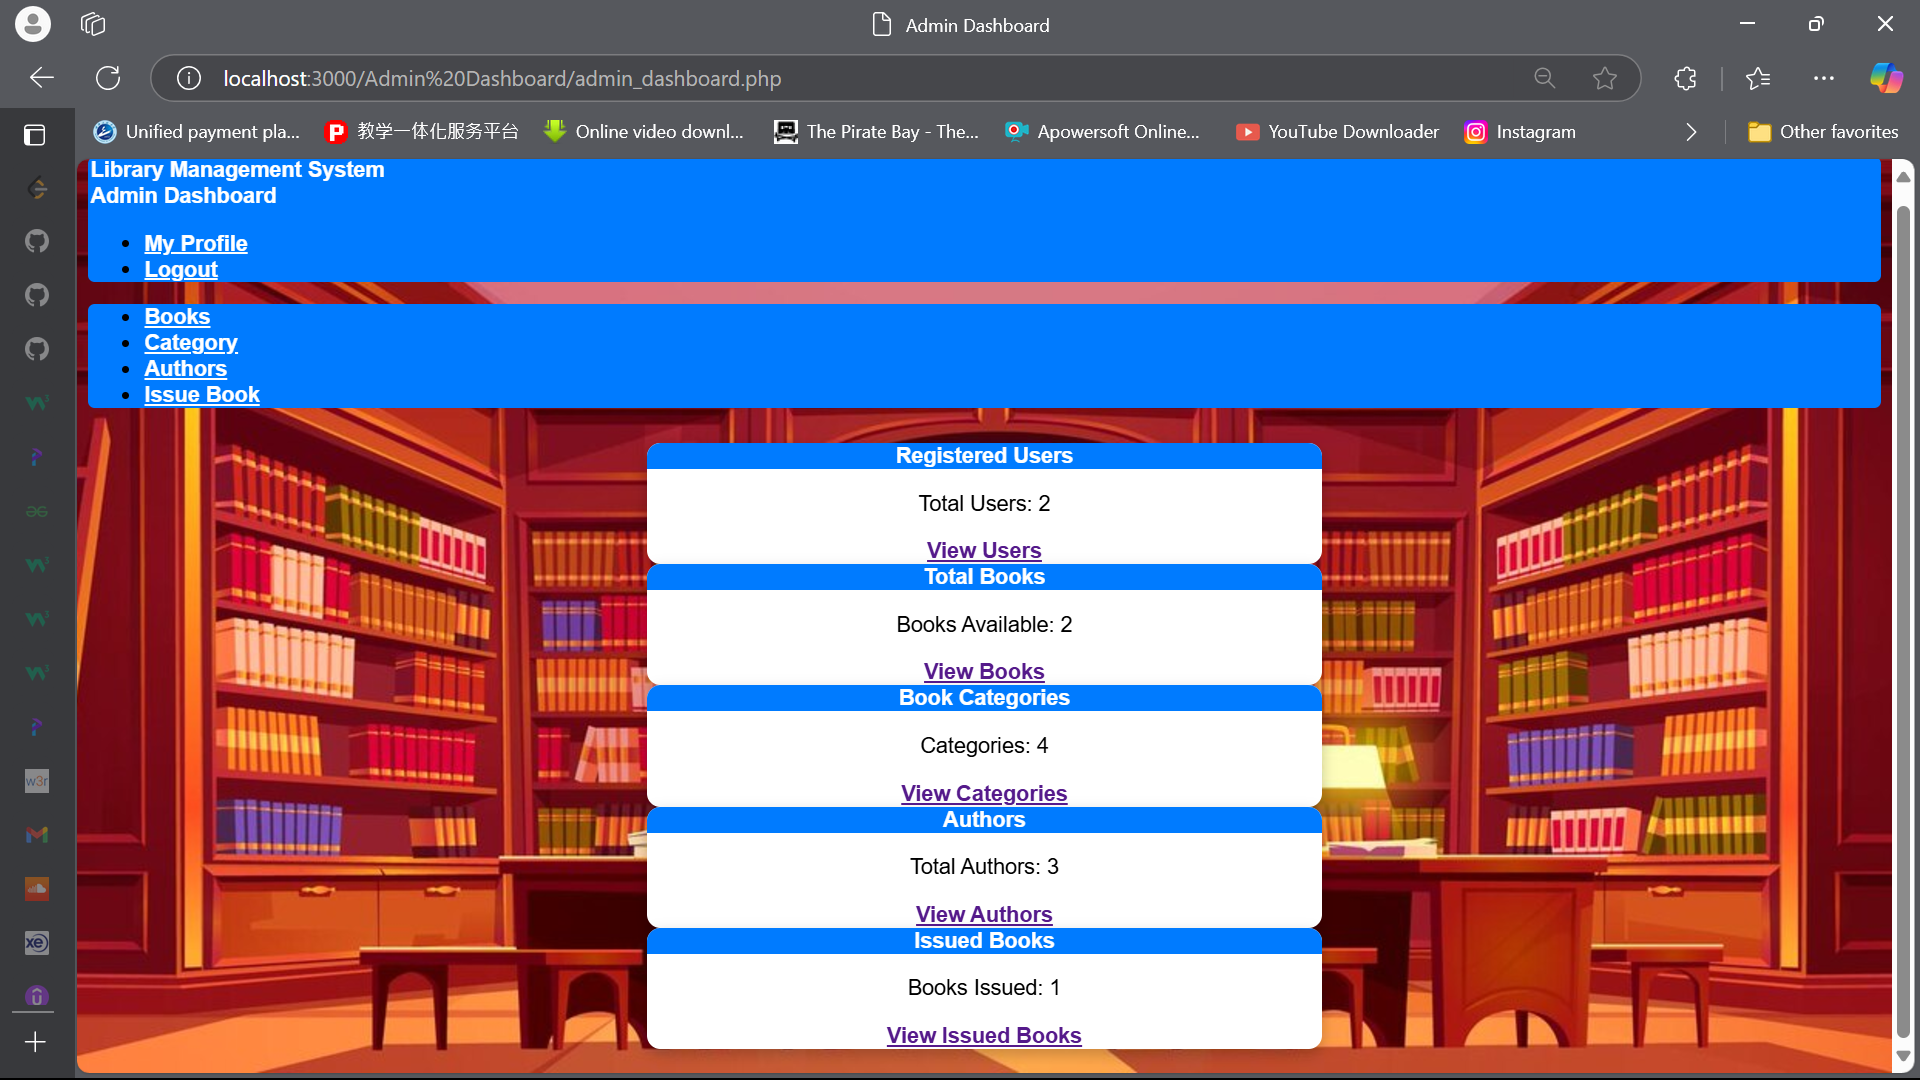 Admin Dashboard
localhost:3000/Admin%20Dashboard/admin_dashboard.php
Unified payment pla...
教学一体化服务平台
Online video downl...
The Pirate Bay - The...
Apowersoft Online...
YouTube Downloader
Instagram
Other favorites
Library Management System
Admin Dashboard
My Profile
Logout
Books
Category
Authors
Issue Book
Registered Users
Total Users: 2
View Users
Total Books
Books Available: 2
View Books
Book Categories
Categories: 4
View Categories
Authors
Total Authors: 3
View Authors
Issued Books
Books Issued: 1
View Issued Books
w3r
xe